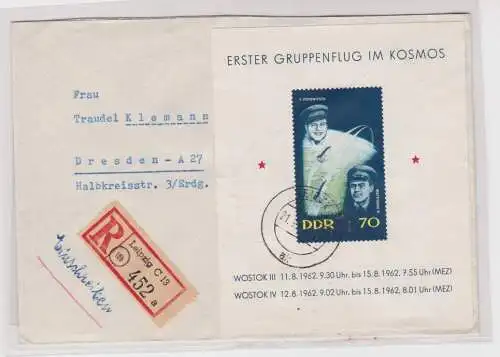 ERSTER GRUPPENFLUG IM KOSMOS
Frau
Traudel Klemann
Dresden-A27
Halbkreisstr. 3/Erdg.
R
Leipzig C 13
452
a
Einschreiben
DDR 70
WOSTOK III 11.8.1962.9.30 Uhr. bis 15.8.1962. 7.55 Uhr (MEZ)
WOSTOK IV 12.8.1962.9.02 Uhr. bis 15.8.1962. 8.01 Uhr (MEZ)